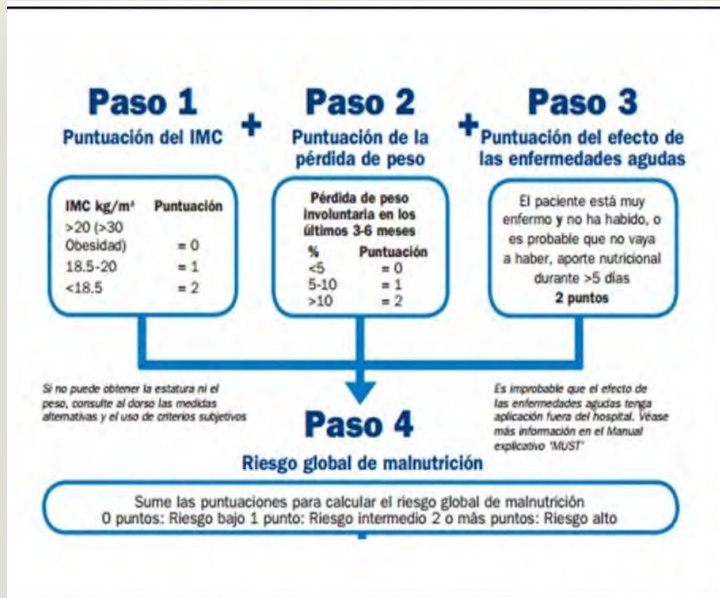 Paso 1
Puntuación del IMC
+
Paso 2
Puntuación de la
pérdida de peso
+
Paso 3
Puntuación del efecto de
las enfermedades agudas
IMC kg/m² Puntuación
>20 (>30
Obesidad) = 0
18.5-20 = 1
<18.5 = 2
Pérdida de peso
involuntaria en los
últimos 3-6 meses
% Puntuación
<5 = 0
5-10 = 1
>10 = 2
El paciente está muy
enfermo y no ha habido, o
es probable que no vaya
a haber, aporte nutricional
durante >5 días
2 puntos
Si no puede obtener la estatura ni el
peso, consulte al dorso las medidas
alternativas y el uso de criterios subjetivos
Es improbable que el efecto de
las enfermedades agudas tenga
aplicación fuera del hospital. Véase
más información en el Manual
explicativo 'MUST'
Paso 4
Riesgo global de malnutrición
Sume las puntuaciones para calcular el riesgo global de malnutrición
0 puntos: Riesgo bajo 1 punto: Riesgo intermedio 2 o más puntos: Riesgo alto